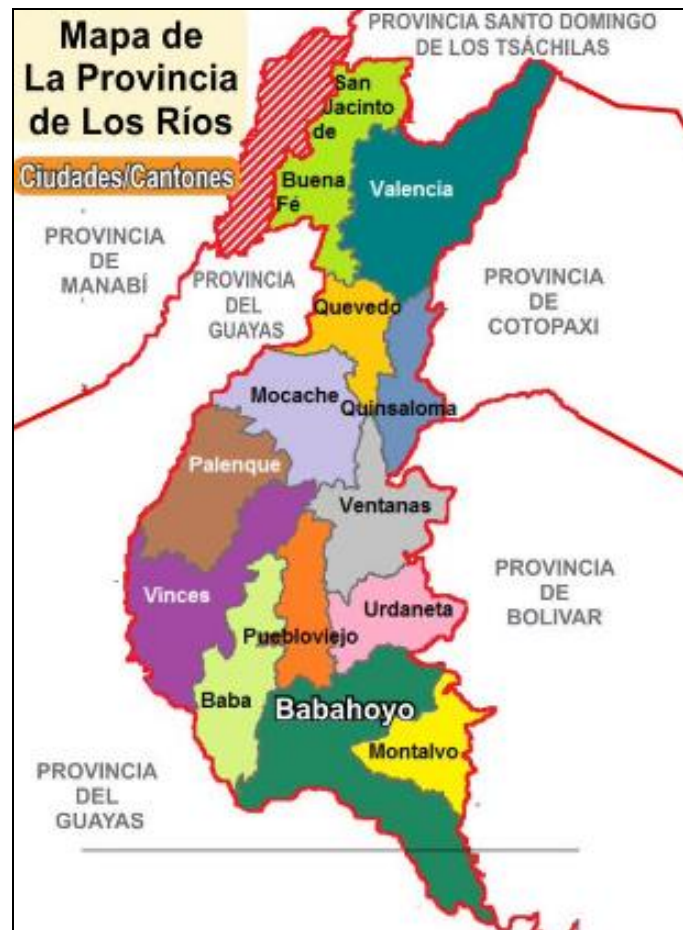 Mapa de
La Provincia
de Los Ríos
Ciudades/Cantones
PROVINCIA SANTO DOMINGO
DE LOS TSÁCHILAS
San
Jacinto
de
Buena
Fé
Valencia
PROVINCIA
DE
MANABÍ
PROVINCIA
DEL
GUAYAS
PROVINCIA
DE
COTOPAXI
Quevedo
Mocache
Quinsaloma
Palenque
Ventanas
Vinces
Urdaneta
PROVINCIA
DE
BOLIVAR
Puebloviejo
Baba
Babahoyo
Montalvo
PROVINCIA
DEL
GUAYAS